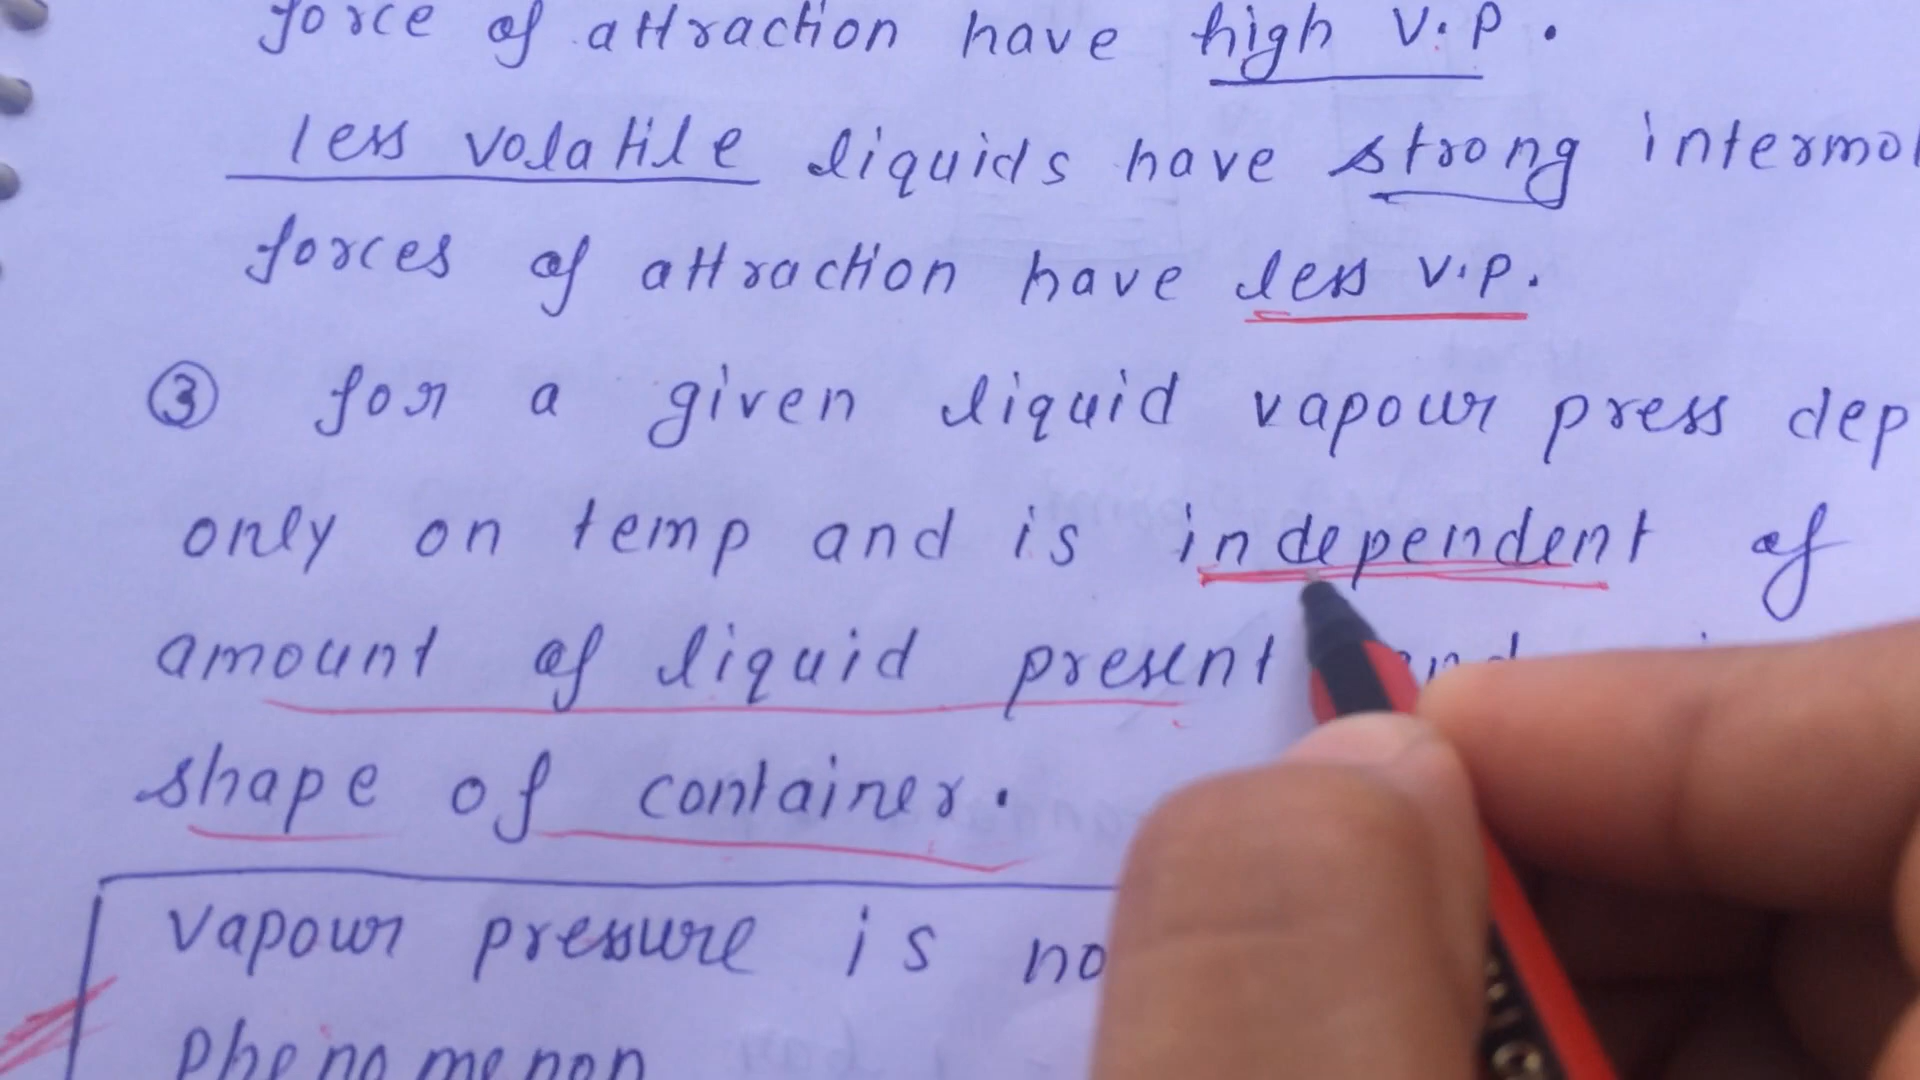 force of attraction have high V.P.
less volatile liquids have strong intermol
forces of attraction have less V.P.
③ for a given liquid vapour press dep
only on temp and is independent of
amount of liquid present and
shape of container.
Vapour pressure is no
phenomenon